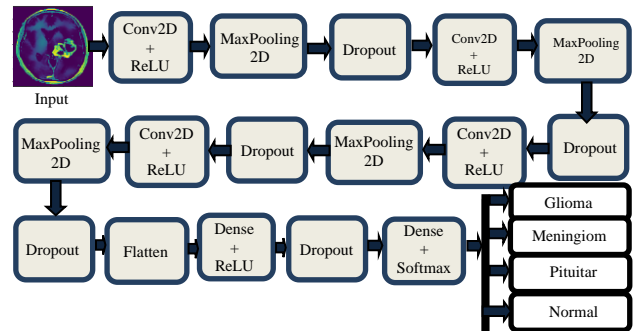 Input
Conv2D
+
ReLU
MaxPooling
2D
Dropout
Conv2D
+
ReLU
MaxPooling
2D
Dropout
Conv2D
+
ReLU
MaxPooling
2D
Dropout
Conv2D
+
ReLU
MaxPooling
2D
Dropout
Flatten
Dense
+
ReLU
Dropout
Dense
+
Softmax
Glioma
Meningiom
Pituitar
Normal